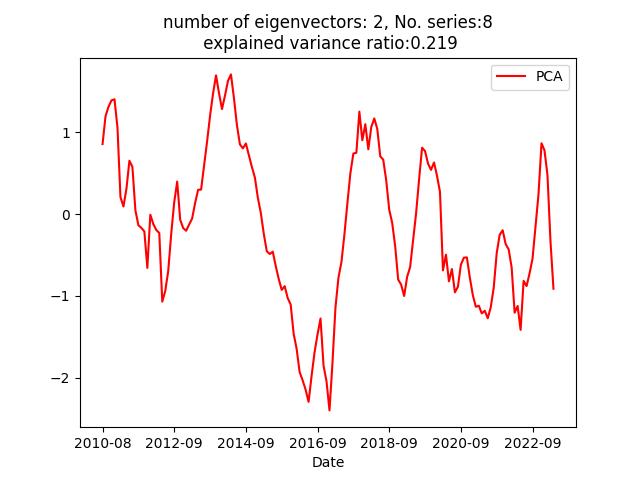 number of eigenvectors: 2, No. series:8
explained variance ratio:0.219
PCA
1
0
−1
−2
2010-08 2012-09 2014-09 2016-09 2018-09 2020-09 2022-09
Date